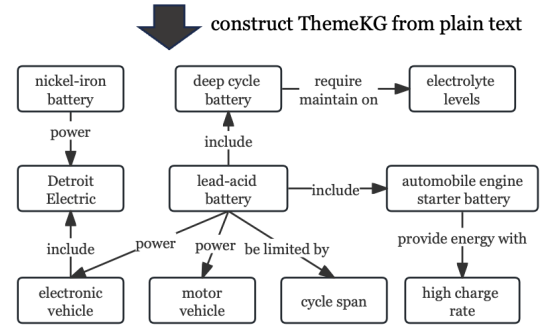 construct ThemeKG from plain text
nickel-iron
battery
deep cycle
battery
require
maintain on
electrolyte
levels
power
include
Detroit
Electric
lead-acid
battery
include
automobile engine
starter battery
include
power
power
be limited by
provide energy with
electronic
vehicle
motor
vehicle
cycle span
high charge
rate